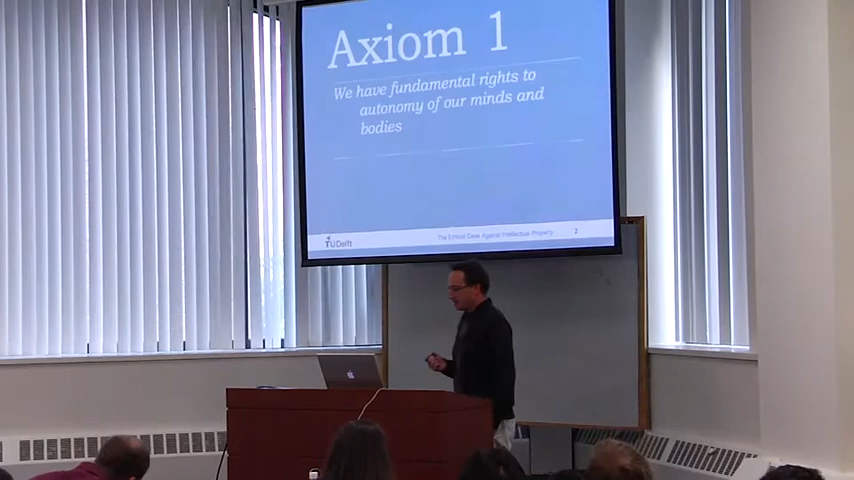 Axiom 1
We have fundamental rights to
autonomy of our minds and
bodies
TUDelft
The Ethical Case Against Intellectual Property
2